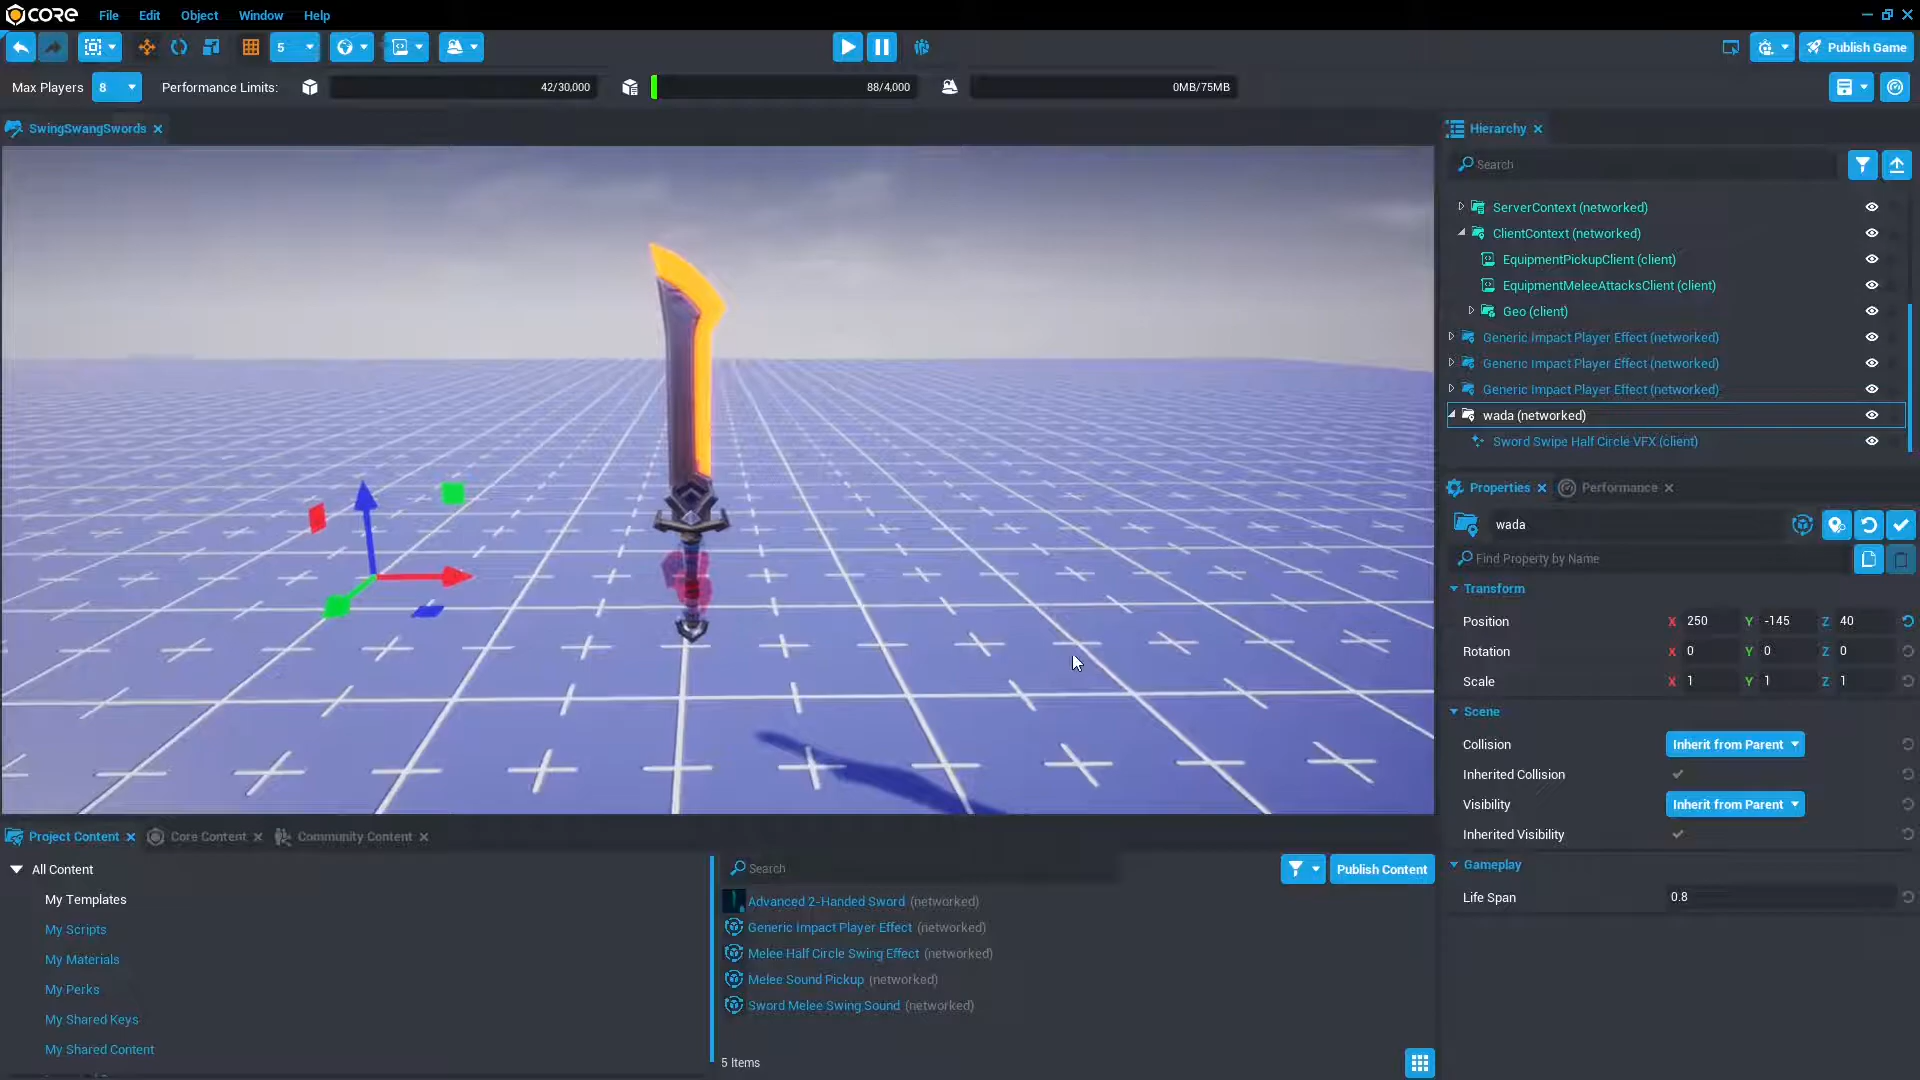 CORE File Edit Object Window Help
5 Publish Game
Max Players 8 Performance Limits: 42/30,000 88/4,000 0MB/75MB
SwingSwangSwords
Hierarchy
Search
ServerContext (networked)
ClientContext (networked)
EquipmentPickupClient (client)
EquipmentMeleeAttacksClient (client)
Geo (client)
Generic Impact Player Effect (networked)
Generic Impact Player Effect (networked)
Generic Impact Player Effect (networked)
wada (networked)
Sword Swipe Half Circle VFX (client)
Properties Performance
wada
Find Property by Name
Transform
Position X 250 Y -145 Z 40
Rotation X 0 Y 0 Z 0
Scale X 1 Y 1 Z 1
Scene
Collision Inherit from Parent
Inherited Collision
Visibility Inherit from Parent
Inherited Visibility
Gameplay
Life Span 0.8
Project Content Core Content Community Content
All Content
My Templates
My Scripts
My Materials
My Perks
My Shared Keys
My Shared Content
Search Publish Content
Advanced 2-Handed Sword (networked)
Generic Impact Player Effect (networked)
Melee Half Circle Swing Effect (networked)
Melee Sound Pickup (networked)
Sword Melee Swing Sound (networked)
5 Items